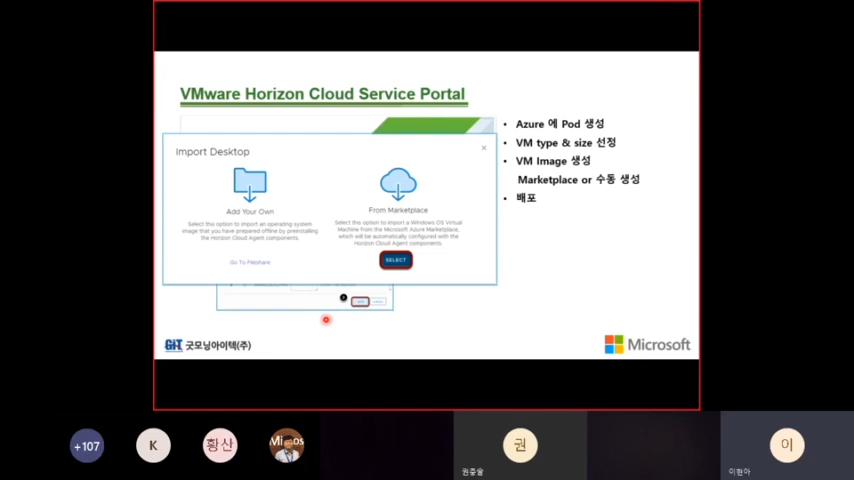 VMware Horizon Cloud Service Portal
Import Desktop
Add Your Own
Select this option to import an operating system
image that you have prepared offline by preinstalling
the Horizon Cloud Agent components.
Go To Fileshare
From Marketplace
Select this option to import a Windows OS Virtual
Machine from the Microsoft Azure Marketplace,
which will be automatically configured with the
Horizon Cloud Agent components.
SELECT
• Azure 에 Pod 생성
• VM type & size 선정
• VM Image 생성
Marketplace or 수동 생성
• 배포
GIT 굿모닝아이텍(주)
Microsoft
+107
K
황산
권
권중술
이
이현아